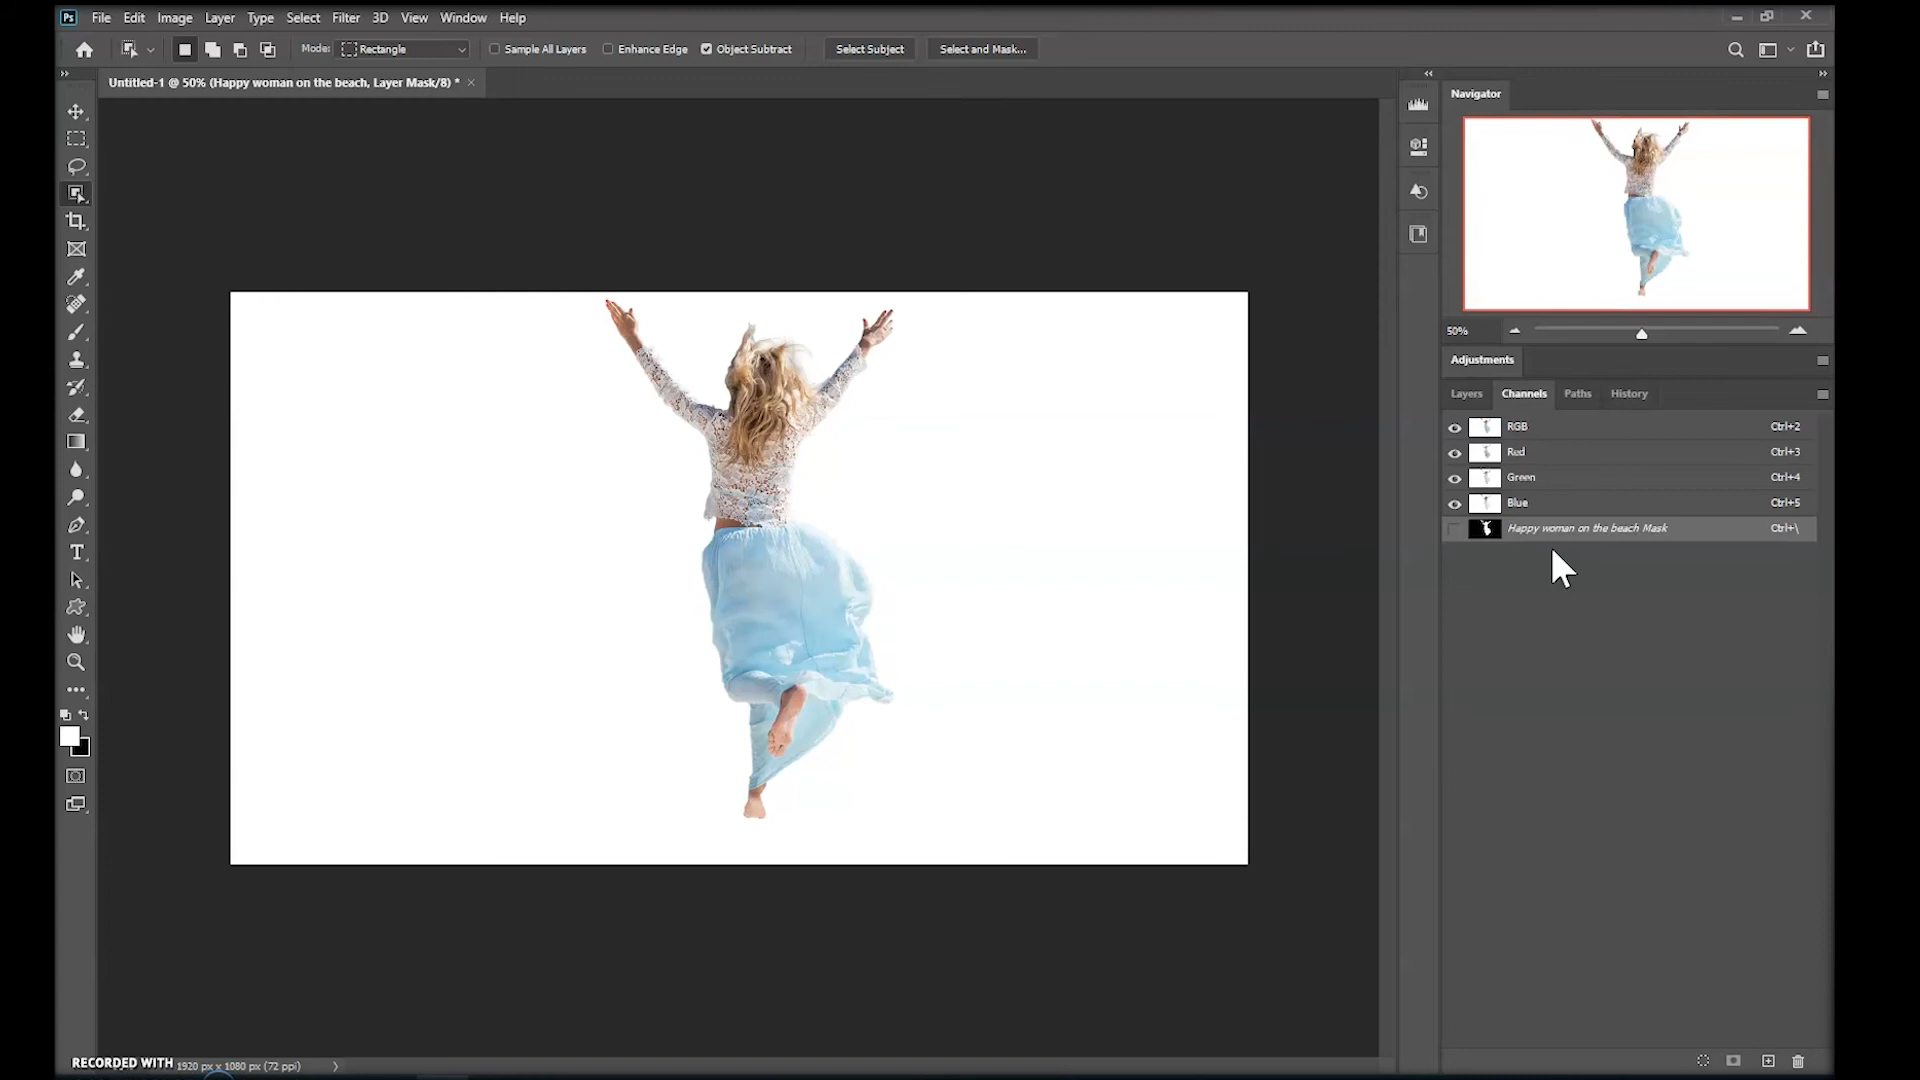 Ps File Edit Image Layer Type Select Filter 3D View Window Help
Mode: Rectangle Sample All Layers Enhance Edge Object Subtract Select Subject Select and Mask...
Untitled-1 @ 50% (Happy woman on the beach, Layer Mask/8) *
Navigator
50%
Adjustments
Layers Channels Paths History
RGB Ctrl+2
Red Ctrl+3
Green Ctrl+4
Blue Ctrl+5
Happy woman on the beach Mask Ctrl+\
RECORDED WITH 1920 px x 1080 px (72 ppi)